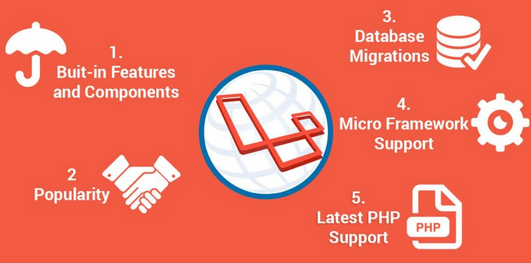 1.
Buit-in Features
and Components
2
Popularity
3.
Database
Migrations
4.
Micro Framework
Support
5.
Latest PHP
Support
PHP